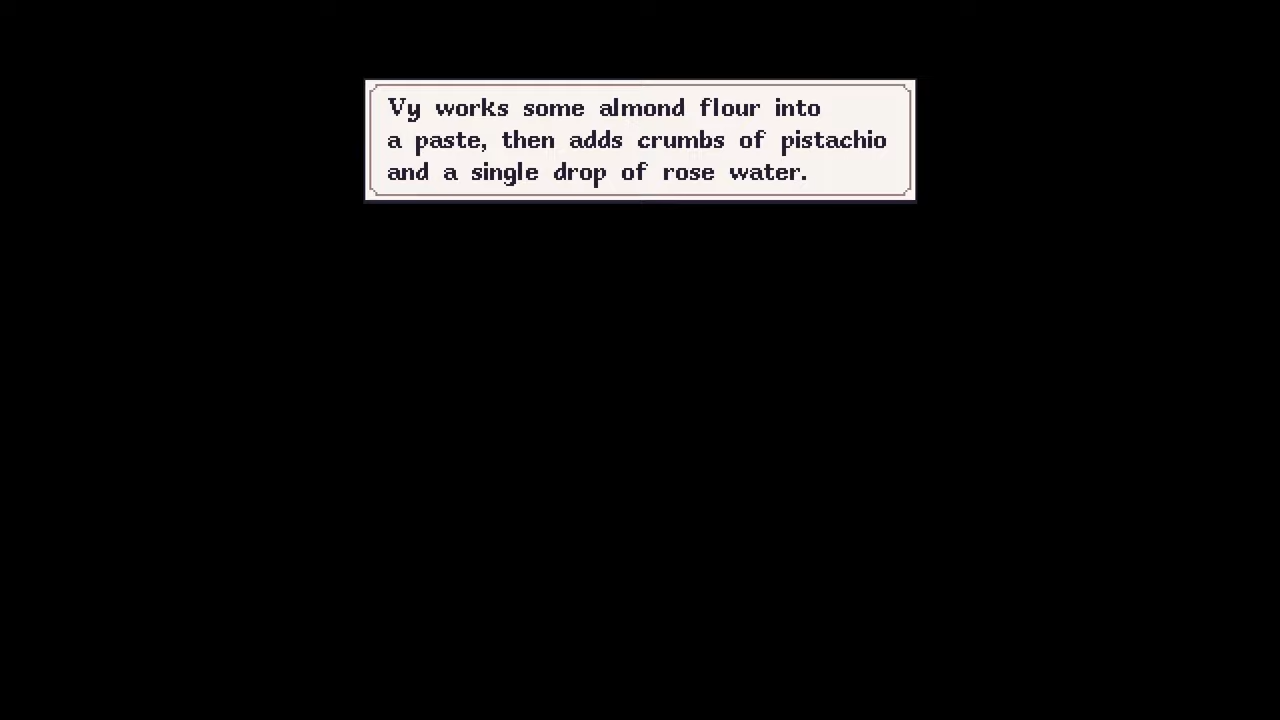 Vy works some almond flour into
a paste, then adds crumbs of pistachio
and a single drop of rose water.